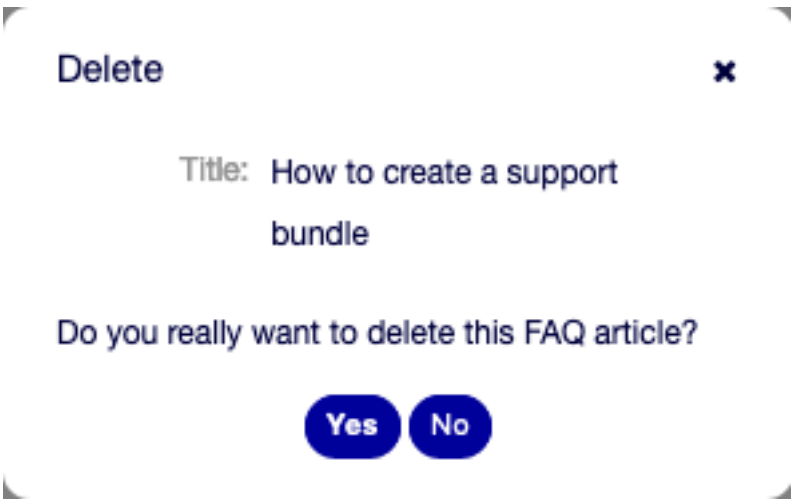 Delete
Title: How to create a support
bundle
Do you really want to delete this FAQ article?
Yes No